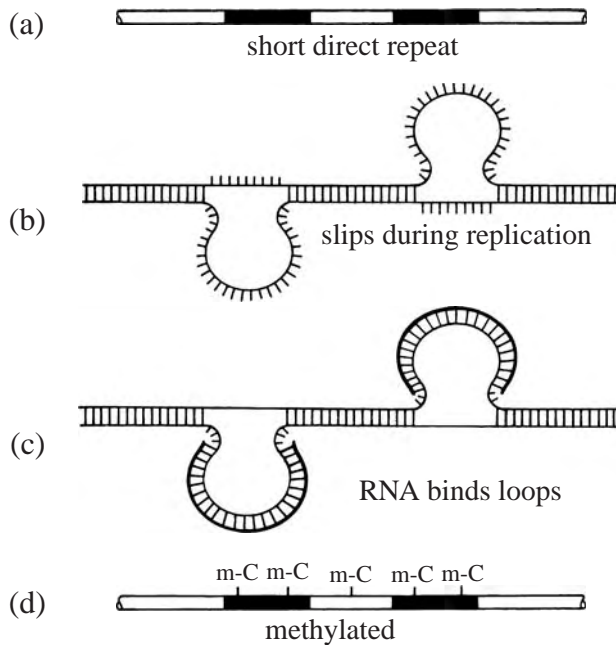 (a)
short direct repeat
(b)
slips during replication
(c)
RNA binds loops
m-C m-C m-C m-C m-C
(d)
methylated